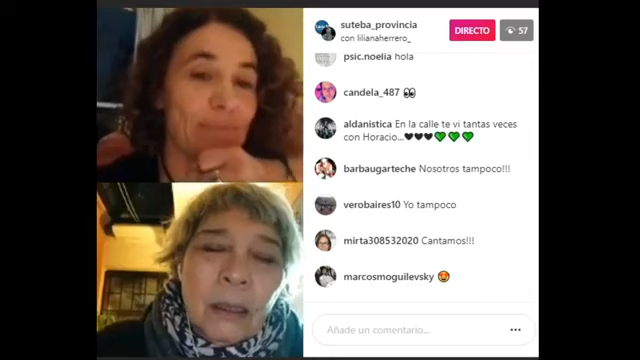 suteba_provincia
con lilianaherrero_
DIRECTO
57
psic.noelia hola
candela_487 👀
aldanistica En la calle te vi tantas veces
con Horacio...🖤🖤🖤💚💚💚
barbaugarteche Nosotros tampoco!!!
verobaires10 Yo tampoco
mirta308532020 Cantamos!!!
marcosmoguilevsky 🤩
Añade un comentario...